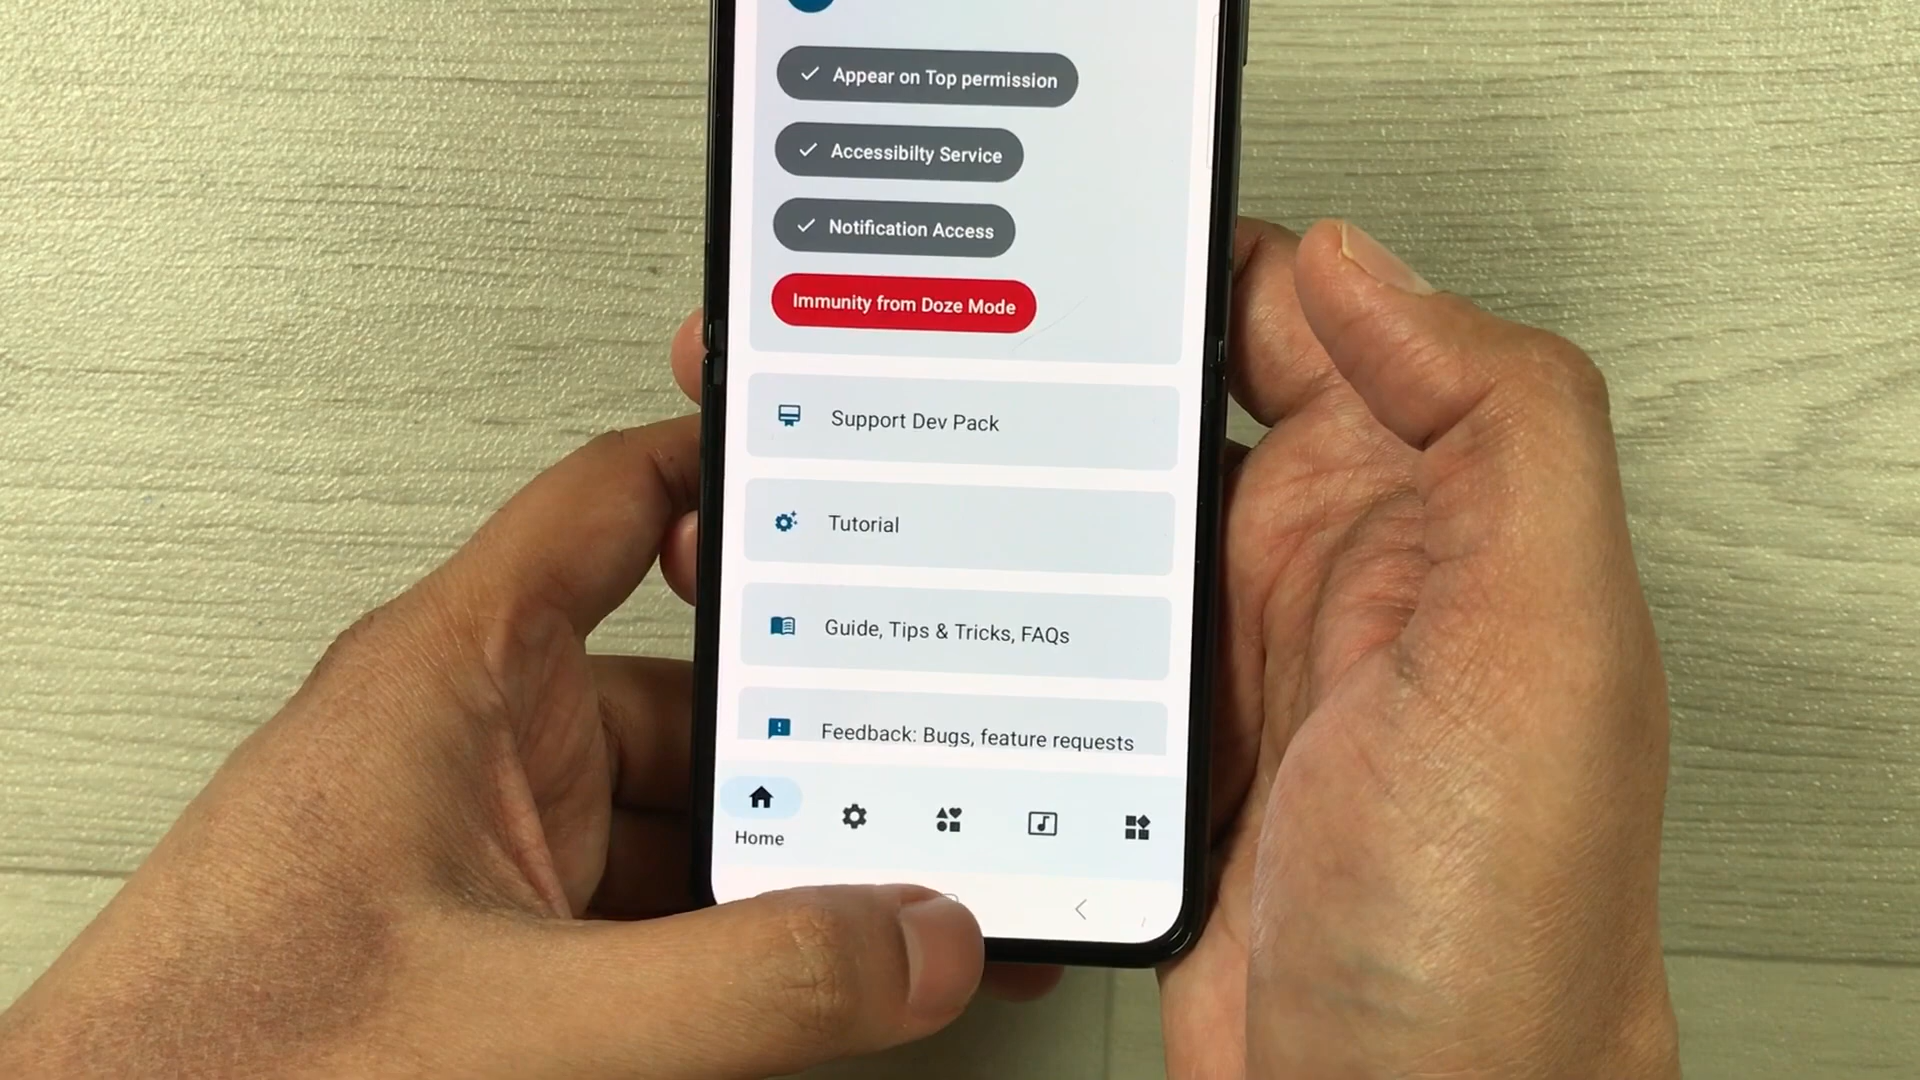 Appear on Top permission
Accessibilty Service
Notification Access
Immunity from Doze Mode
Support Dev Pack
Tutorial
Guide, Tips & Tricks, FAQs
Feedback: Bugs, feature requests
Home